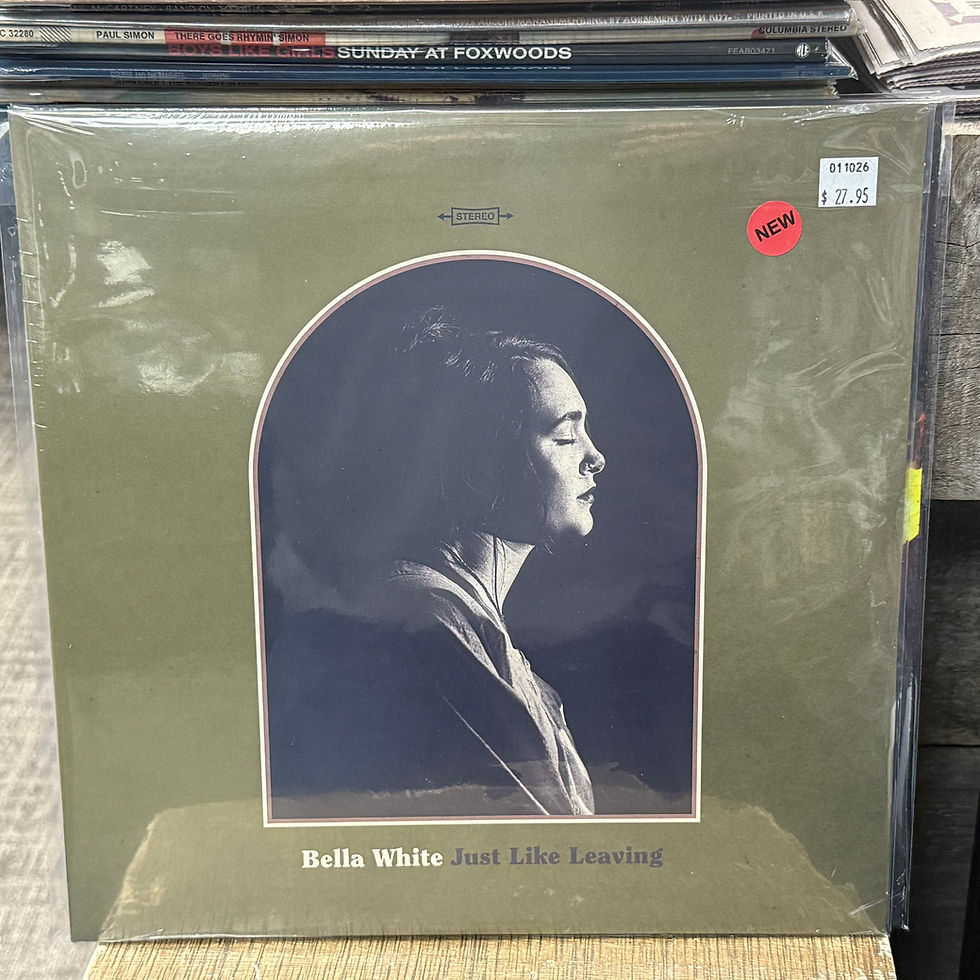 C 32280
PAUL SIMON
THERE GOES RHYMIN' SIMON
COLUMBIA STEREO
BOYS LIKE GIRLS SUNDAY AT FOXWOODS
FEAR03471
011026
$ 27.95
NEW
STEREO
Bella White Just Like Leaving